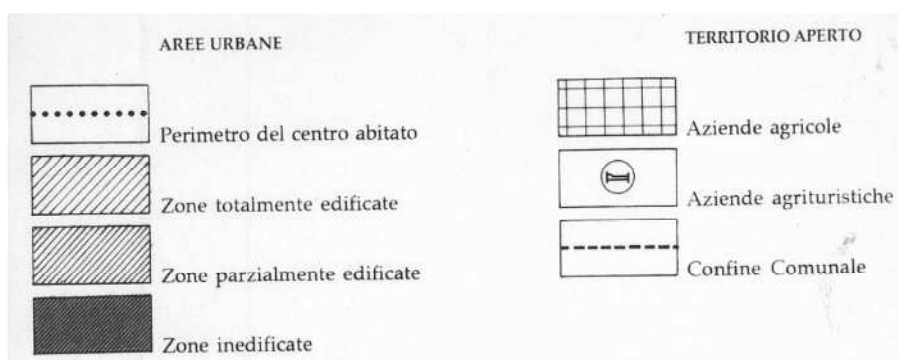 AREE URBANE
Perimetro del centro abitato
Zone totalmente edificate
Zone parzialmente edificate
Zone inedificate
TERRITORIO APERTO
Aziende agricole
Aziende agrituristiche
Confine Comunale